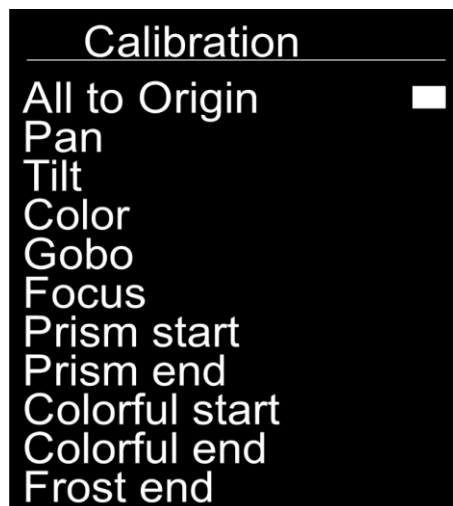 Calibration
All to Origin
Pan
Tilt
Color
Gobo
Focus
Prism start
Prism end
Colorful start
Colorful end
Frost end